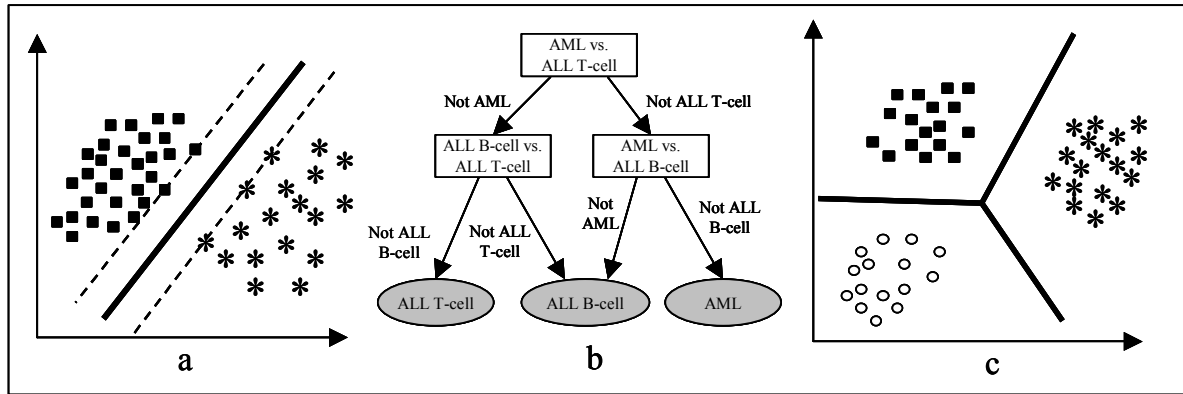 AML vs.
ALL T-cell
Not AML
Not ALL T-cell
ALL B-cell vs.
ALL T-cell
AML vs.
ALL B-cell
Not ALL
B-cell
Not ALL
T-cell
Not
AML
Not ALL
B-cell
ALL T-cell
ALL B-cell
AML
a
b
c